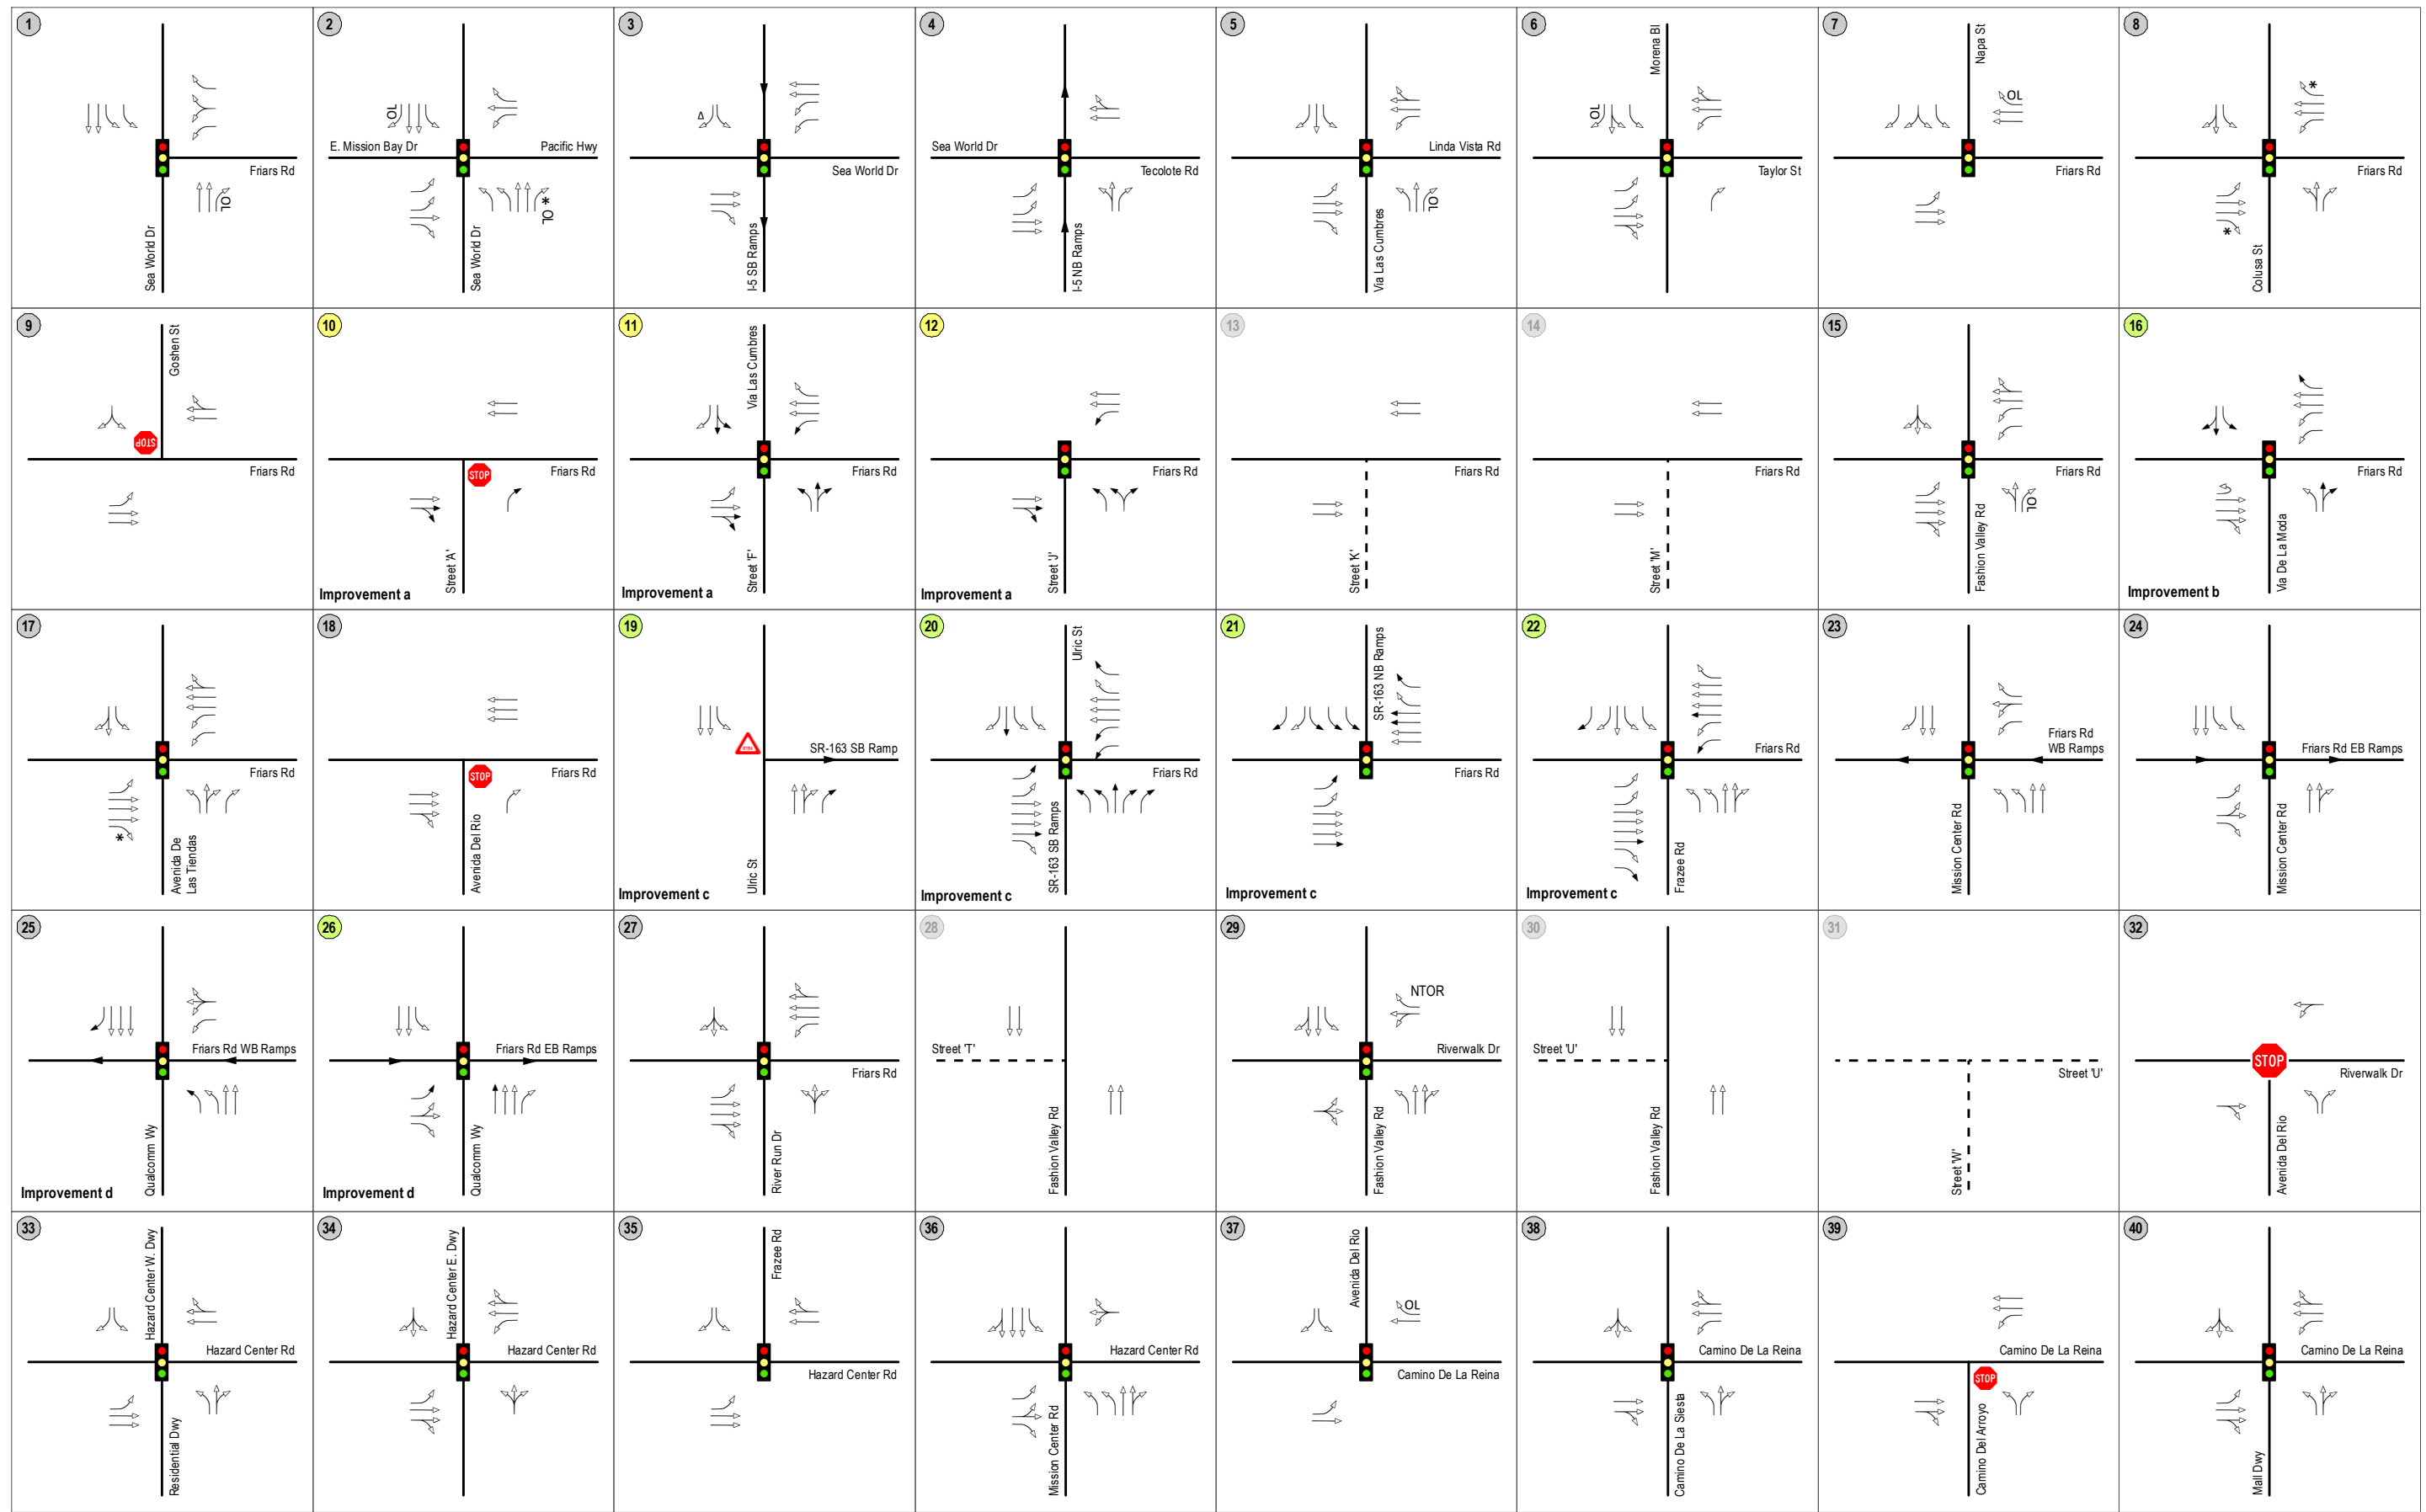 1
Friars Rd
Sea World Dr
OL
2
OL
E. Mission Bay Dr
Pacific Hwy
Sea World Dr
* OL
3
Sea World Dr
I-5 SB Ramps
4
Sea World Dr
Tecolote Rd
I-5 NB Ramps
5
Linda Vista Rd
Via Las Cumbres
OL
6
Morena Bl
OL
Taylor St
7
Napa St
OL
Friars Rd
8
*
Friars Rd
*
Colusa St
9
Goshen St
STOP
Friars Rd
10
STOP
Friars Rd
Street 'A'
Improvement a
11
Via Las Cumbres
Friars Rd
Street 'F'
Improvement a
12
Friars Rd
Street 'J'
Improvement a
13
Friars Rd
Street 'K'
14
Friars Rd
Street 'M'
15
Friars Rd
OL
Fashion Valley Rd
16
Friars Rd
Via De La Moda
Improvement b
17
Friars Rd
*
Avenida De
Las Tiendas
18
STOP
Friars Rd
Avenida Del Rio
19
SR-163 SB Ramp
Ulric St
Improvement c
20
Ulric St
Friars Rd
SR-163 SB Ramps
Improvement c
21
SR-163 NB Ramps
Friars Rd
Improvement c
22
Friars Rd
Frazee Rd
Improvement c
23
Friars Rd
WB Ramps
Mission Center Rd
24
Friars Rd EB Ramps
Mission Center Rd
25
Friars Rd WB Ramps
Qualcomm Wy
Improvement d
26
Friars Rd EB Ramps
Qualcomm Wy
Improvement d
27
Friars Rd
River Run Dr
28
Street 'T'
Fashion Valley Rd
29
NTOR
Riverwalk Dr
Fashion Valley Rd
30
Street 'U'
Fashion Valley Rd
31
Street 'U'
Street 'W'
32
STOP
Riverwalk Dr
Avenida Del Rio
33
Hazard Center W. Dwy
Hazard Center Rd
Residential Dwy
34
Hazard Center E. Dwy
Hazard Center Rd
35
Frazee Rd
Hazard Center Rd
36
Hazard Center Rd
Mission Center Rd
37
Avenida Del Rio
OL
Camino De La Reina
38
Camino De La Reina
Camino De La Siesta
39
Camino De La Reina
STOP
Camino Del Arroyo
40
Camino De La Reina
Mall Dwy